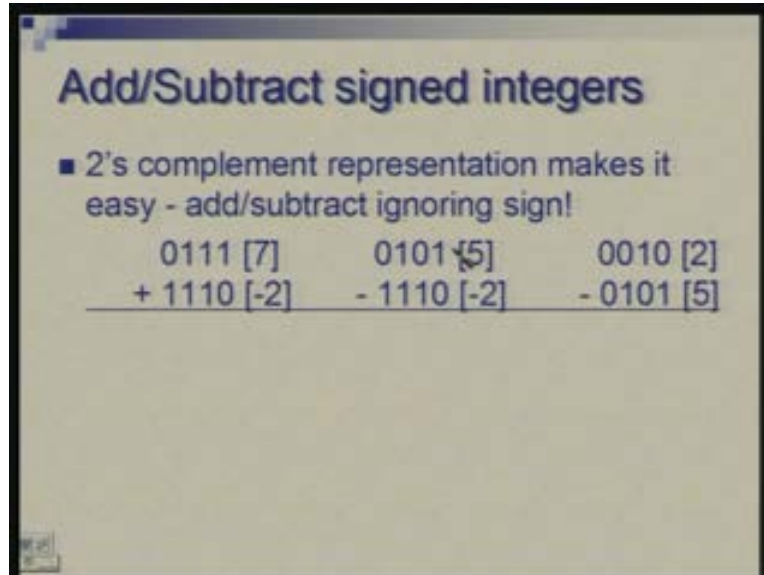 Add/Subtract signed integers
■ 2's complement representation makes it
easy - add/subtract ignoring sign!
0111 [7] 0101 [5] 0010 [2]
+ 1110 [-2] - 1110 [-2] - 0101 [5]